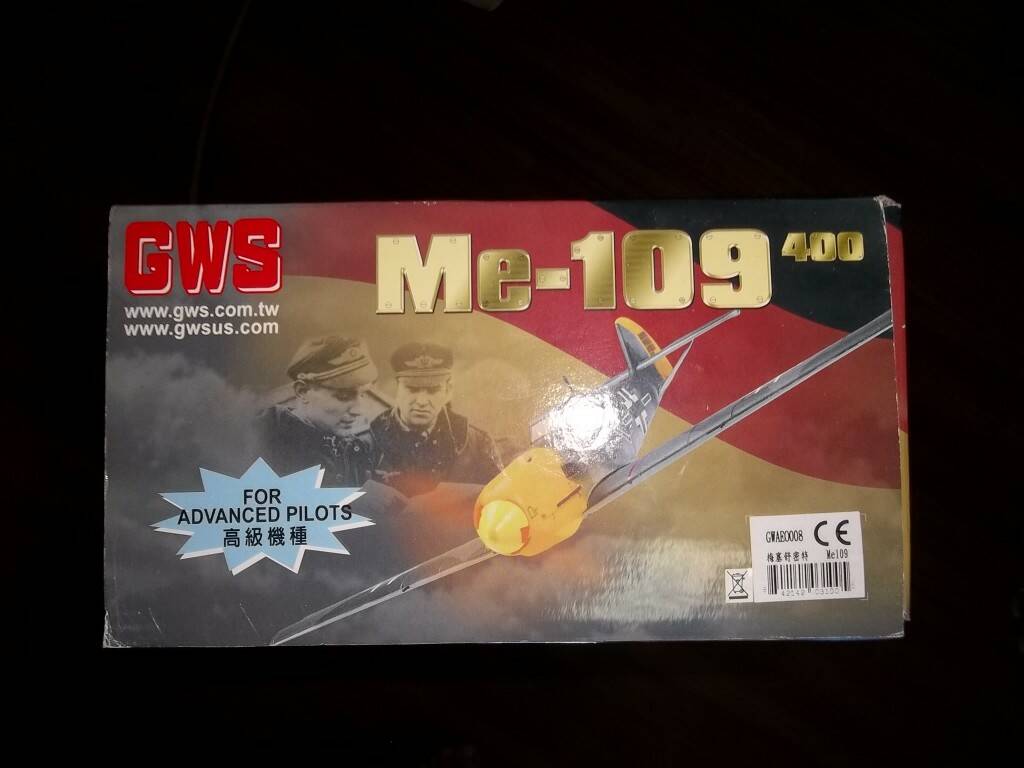 GWS
www.gws.com.tw
www.gwsus.com
Me-109 400
FOR
ADVANCED PILOTS
高級機種
GWAE0008 CE
梅塞舒密特 Me109